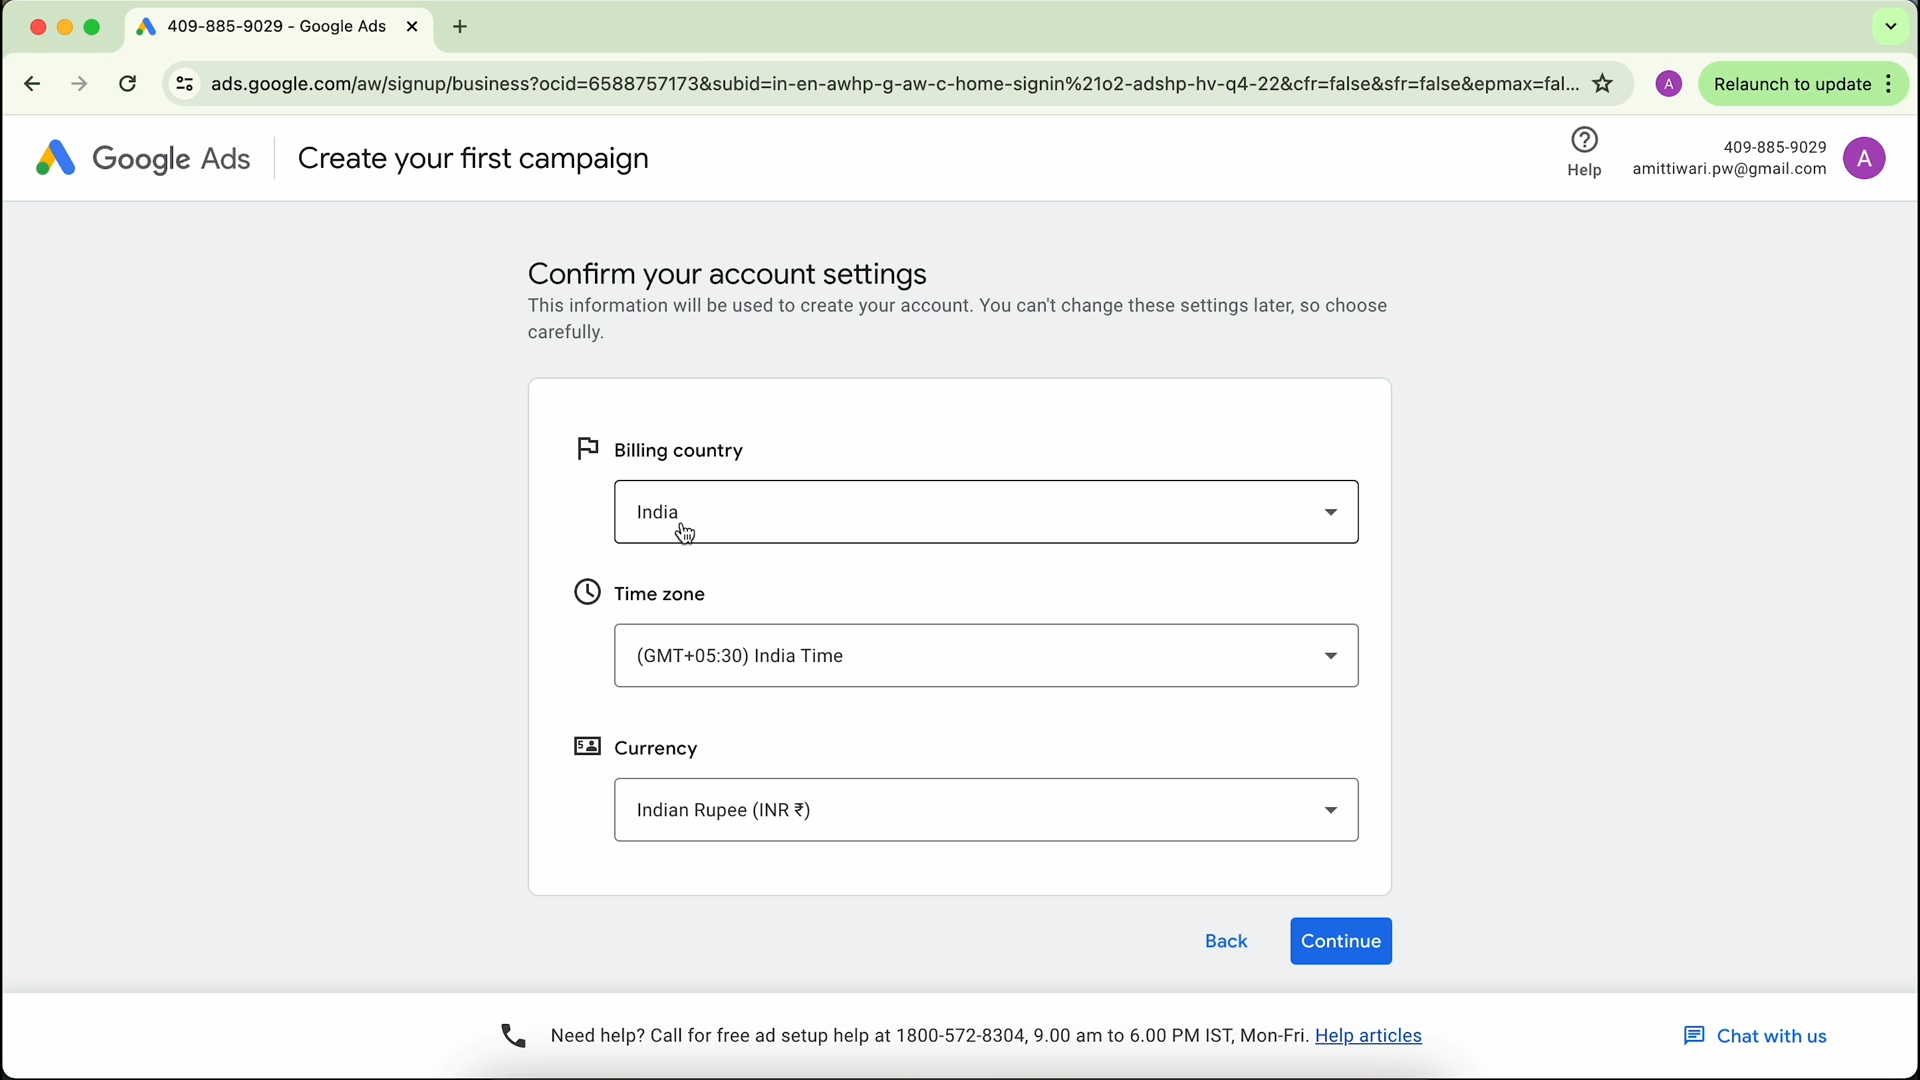 409-885-9029 - Google Ads
ads.google.com/aw/signup/business?ocid=6588757173&subid=in-en-awhp-g-aw-c-home-signin%21o2-adshp-hv-q4-22&cfr=false&sfr=false&epmax=fal...
A
Relaunch to update
Google Ads
Create your first campaign
Help
409-885-9029
amittiwari.pw@gmail.com
A
Confirm your account settings
This information will be used to create your account. You can't change these settings later, so choose
carefully.
Billing country
India
Time zone
(GMT+05:30) India Time
Currency
Indian Rupee (INR ₹)
Back
Continue
Need help? Call for free ad setup help at 1800-572-8304, 9.00 am to 6.00 PM IST, Mon-Fri. Help articles
Chat with us